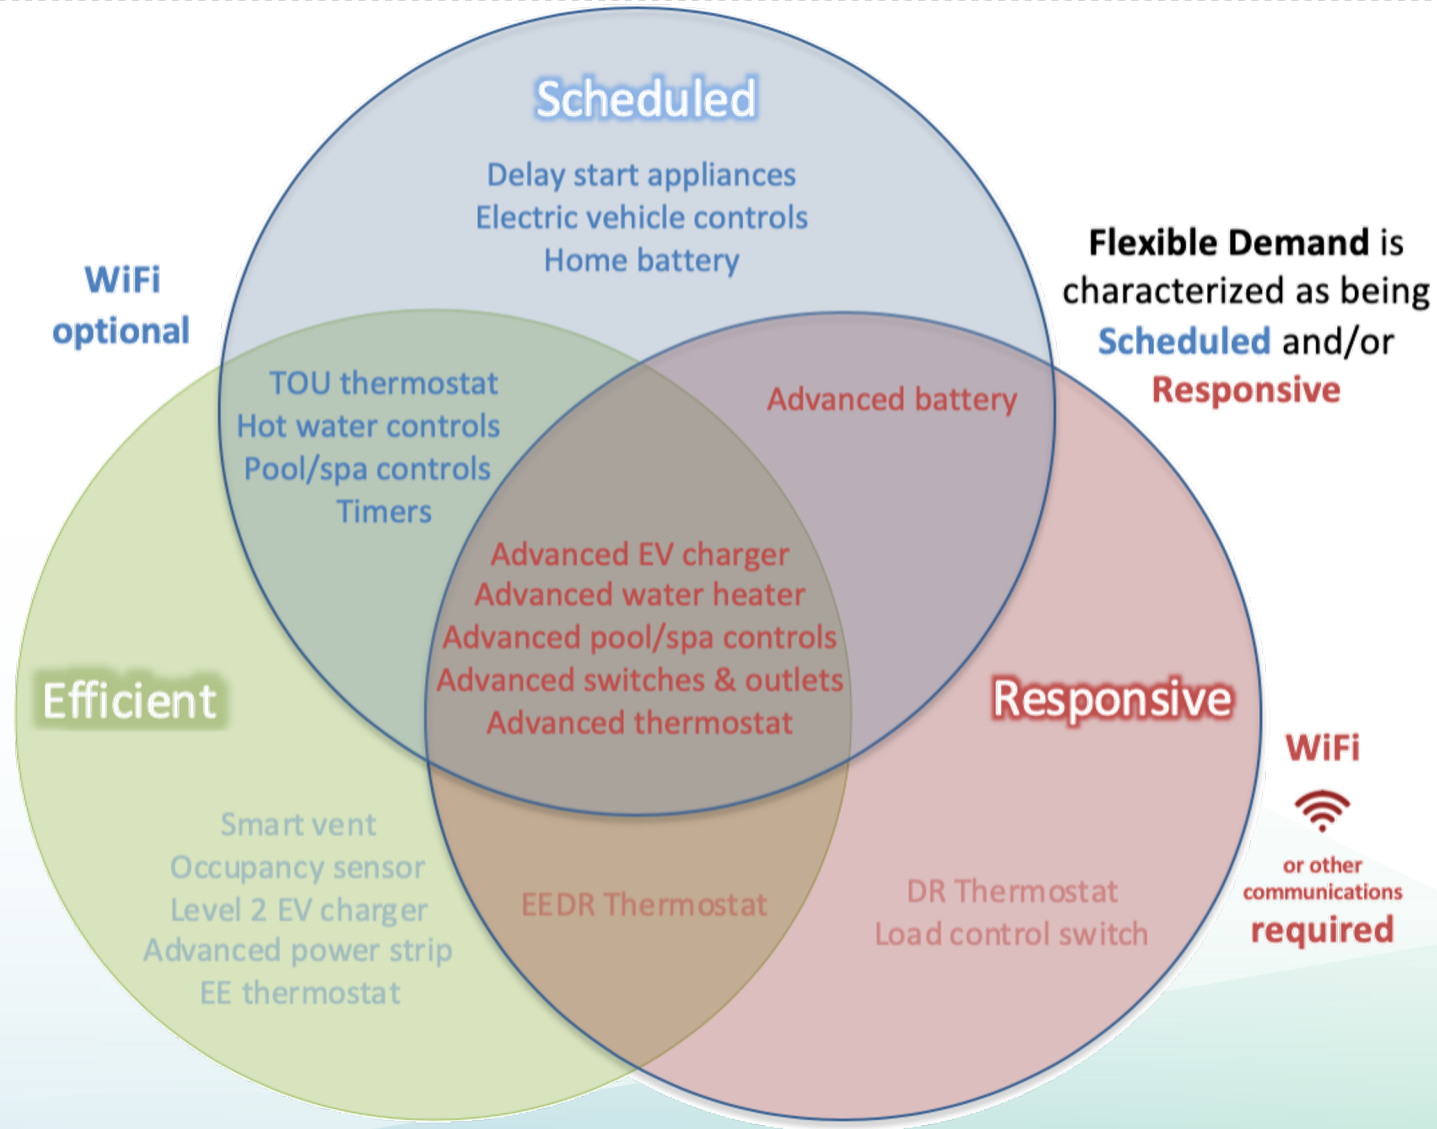 Scheduled
Delay start appliances
Electric vehicle controls
Home battery
WiFi
optional
Flexible Demand is
characterized as being
Scheduled and/or
Responsive
TOU thermostat
Hot water controls
Pool/spa controls
Timers
Advanced battery
Advanced EV charger
Advanced water heater
Advanced pool/spa controls
Advanced switches & outlets
Advanced thermostat
Efficient
Responsive
WiFi
or other
communications
required
Smart vent
Occupancy sensor
Level 2 EV charger
Advanced power strip
EE thermostat
EEDR Thermostat
DR Thermostat
Load control switch